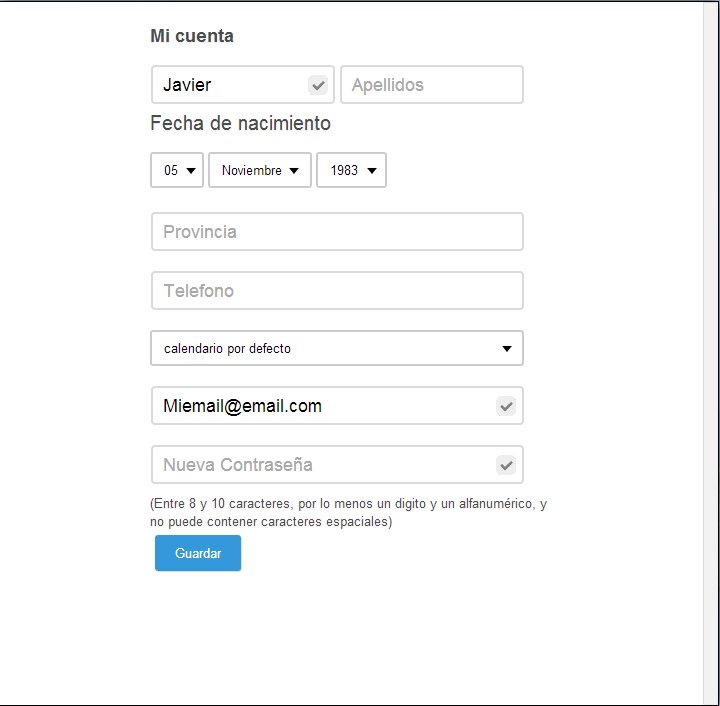 Mi cuenta
Javier Apellidos
Fecha de nacimiento
05 Noviembre 1983
Provincia
Telefono
calendario por defecto
Miemail@email.com
Nueva Contraseña
(Entre 8 y 10 caracteres, por lo menos un digito y un alfanumérico, y
no puede contener caracteres espaciales)
Guardar